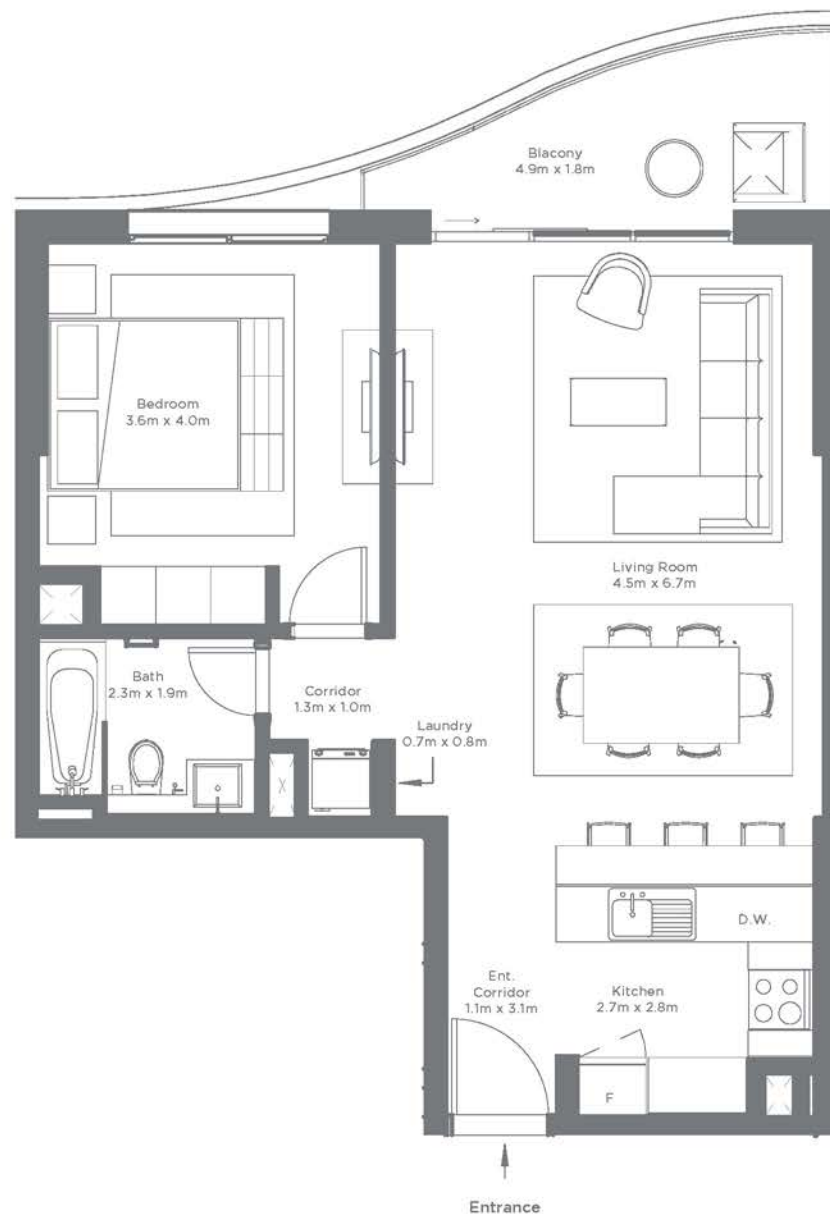 Blacony
4.9m x 1.8m
Bedroom
3.6m x 4.0m
Living Room
4.5m x 6.7m
Bath
2.3m x 1.9m
Corridor
1.3m x 1.0m
Laundry
0.7m x 0.8m
X
D.W.
Ent.
Corridor
1.1m x 3.1m
Kitchen
2.7m x 2.8m
F
Entrance